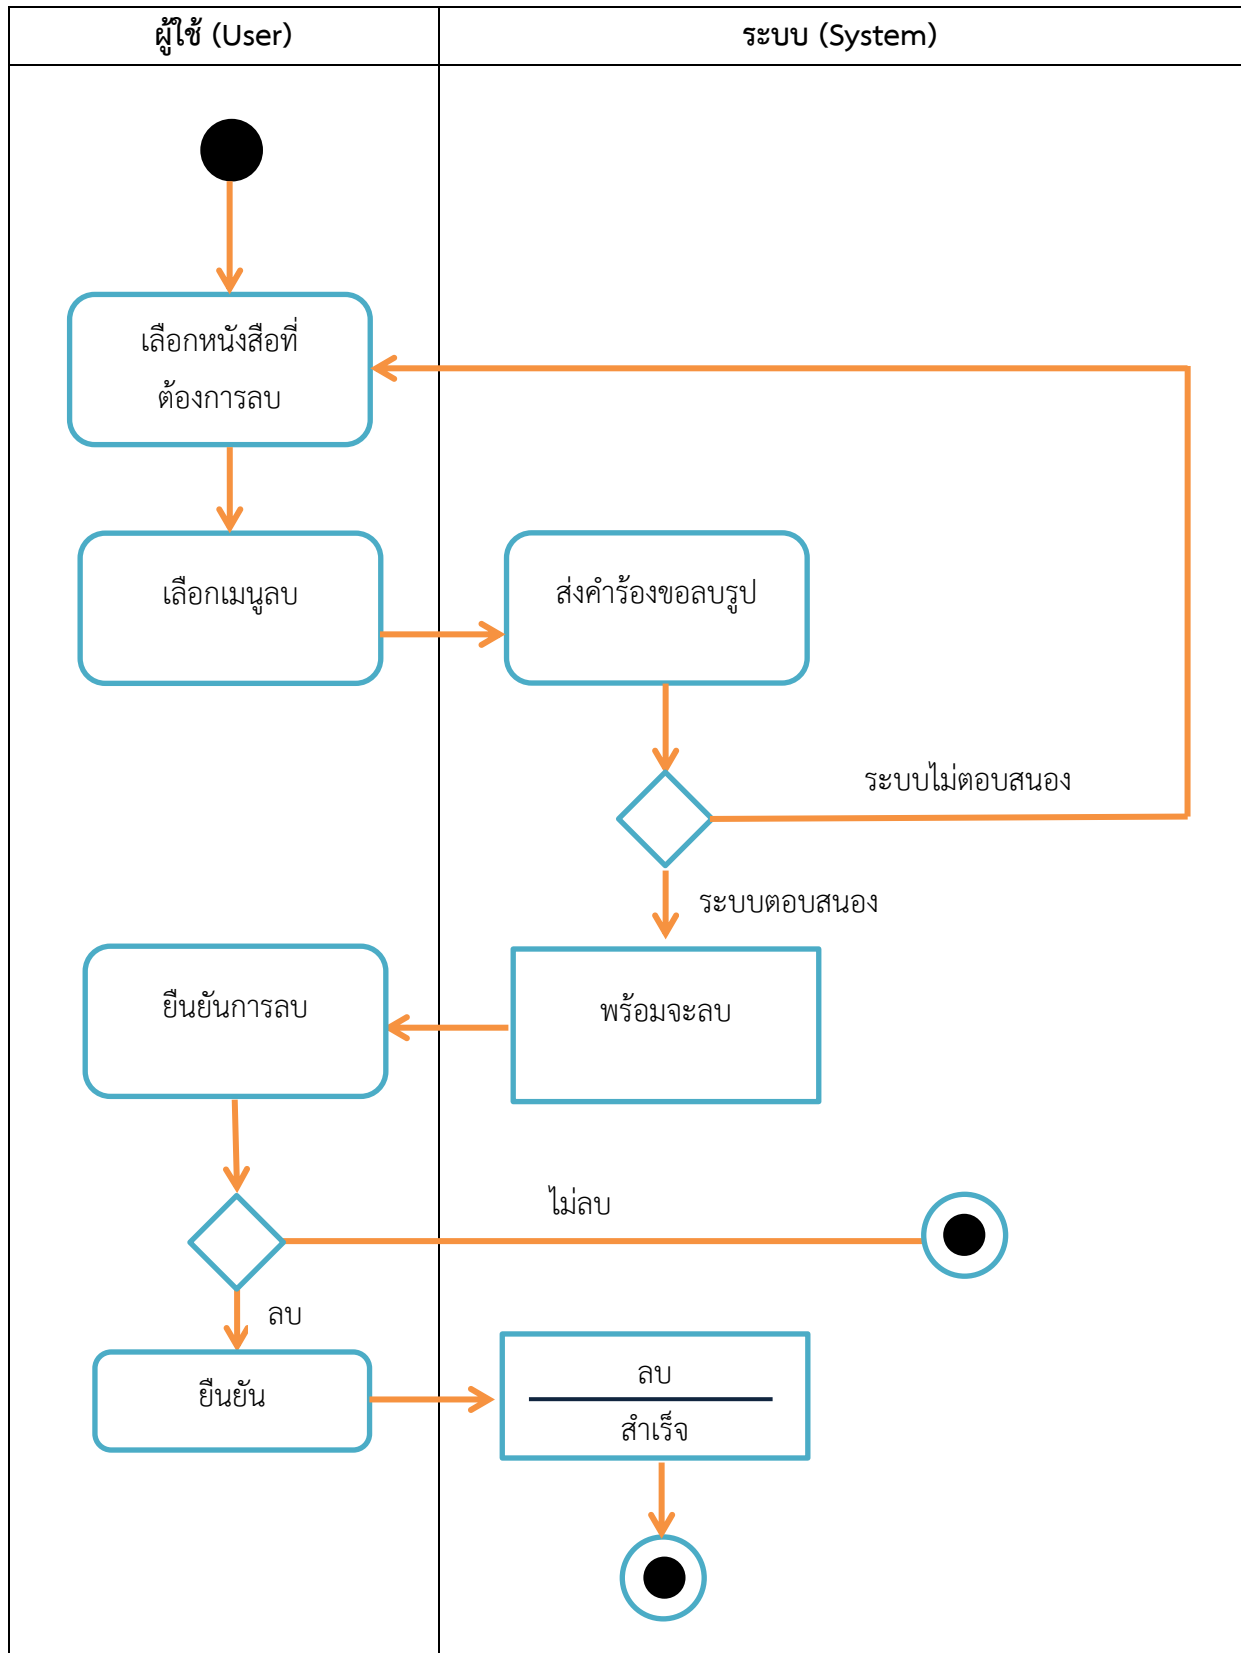 ผู้ใช้ (User)
ระบบ (System)
เลือกหนังสือที่
ต้องการลบ
เลือกเมนูลบ
ส่งคำร้องขอลบรูป
ระบบไม่ตอบสนอง
ระบบตอบสนอง
ยืนยันการลบ
พร้อมจะลบ
ไม่ลบ
ลบ
ยืนยัน
ลบ
สำเร็จ